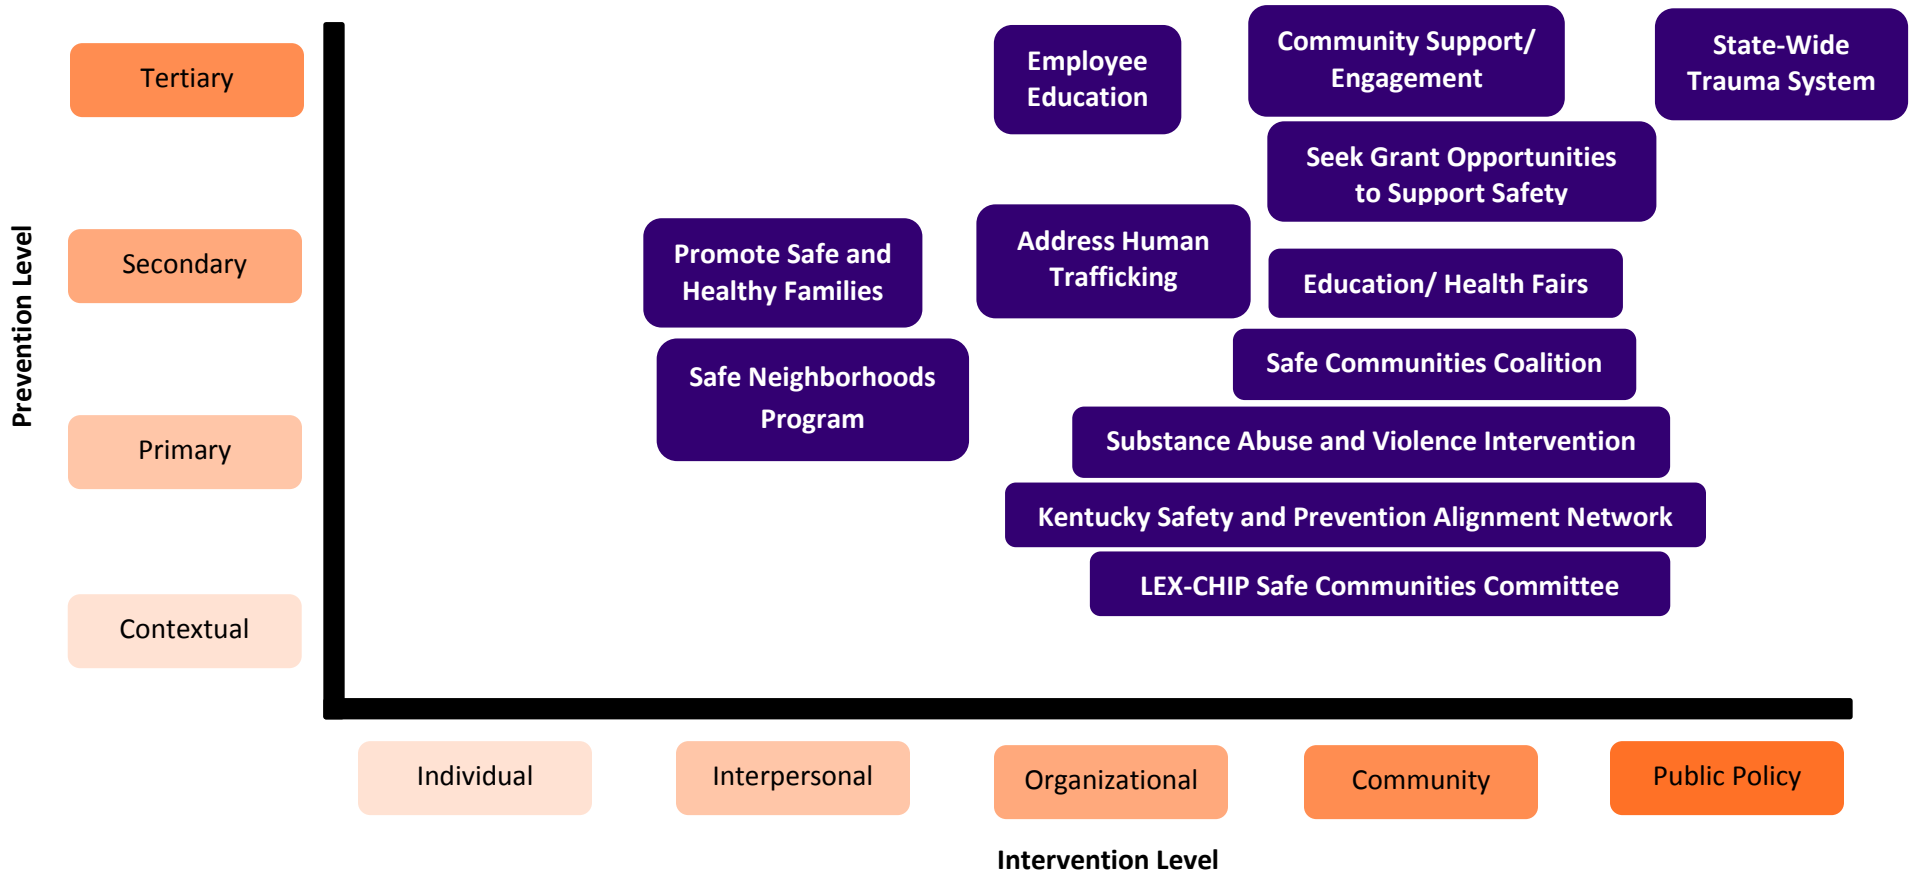 Prevention Level
Tertiary
Secondary
Primary
Contextual
Employee
Education
Community Support/
Engagement
State-Wide
Trauma System
Seek Grant Opportunities
to Support Safety
Promote Safe and
Healthy Families
Address Human
Trafficking
Education/ Health Fairs
Safe Neighborhoods
Program
Safe Communities Coalition
Substance Abuse and Violence Intervention
Kentucky Safety and Prevention Alignment Network
LEX-CHIP Safe Communities Committee
Individual
Interpersonal
Organizational
Community
Public Policy
Intervention Level